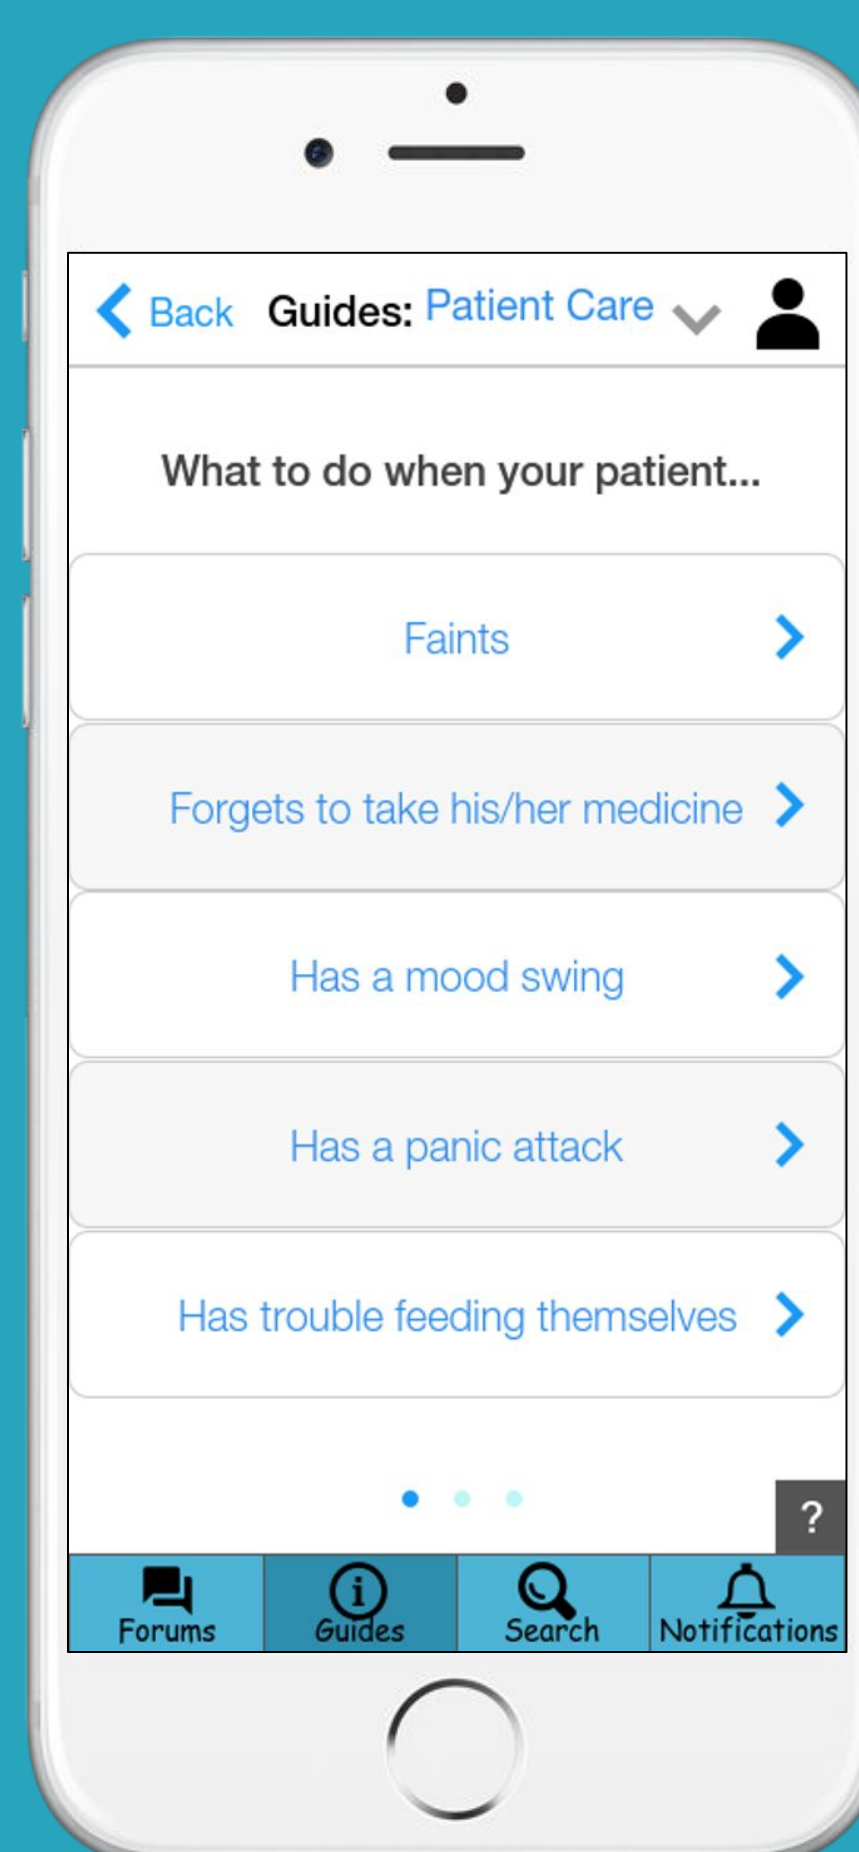 Back Guides: Patient Care
What to do when your patient...
Faints
Forgets to take his/her medicine
Has a mood swing
Has a panic attack
Has trouble feeding themselves
?
Forums Guides Search Notifications